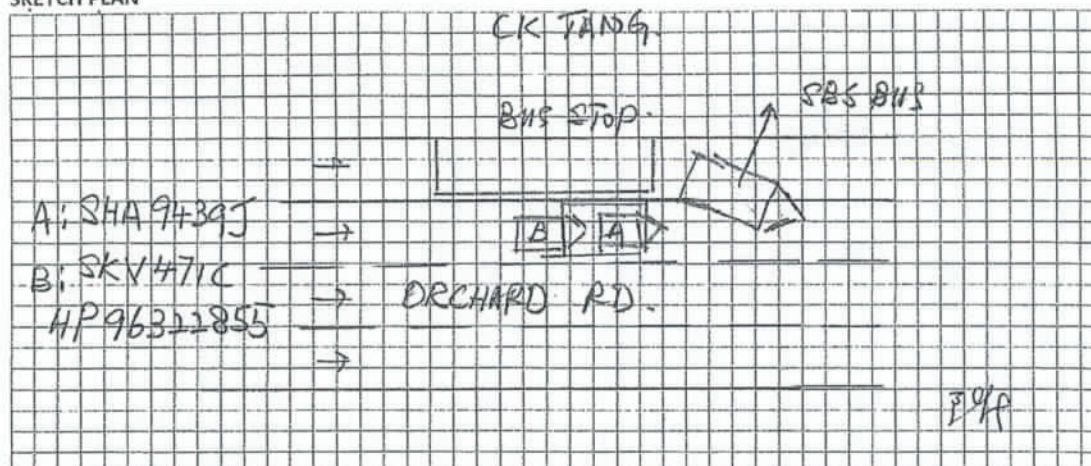 SKETCH PLAN
CK TANG.
SBS BUS
BUS STOP.
A: SHA 9439J
B: SKV 471C
HP 96322855
B
A
ORCHARD RD.